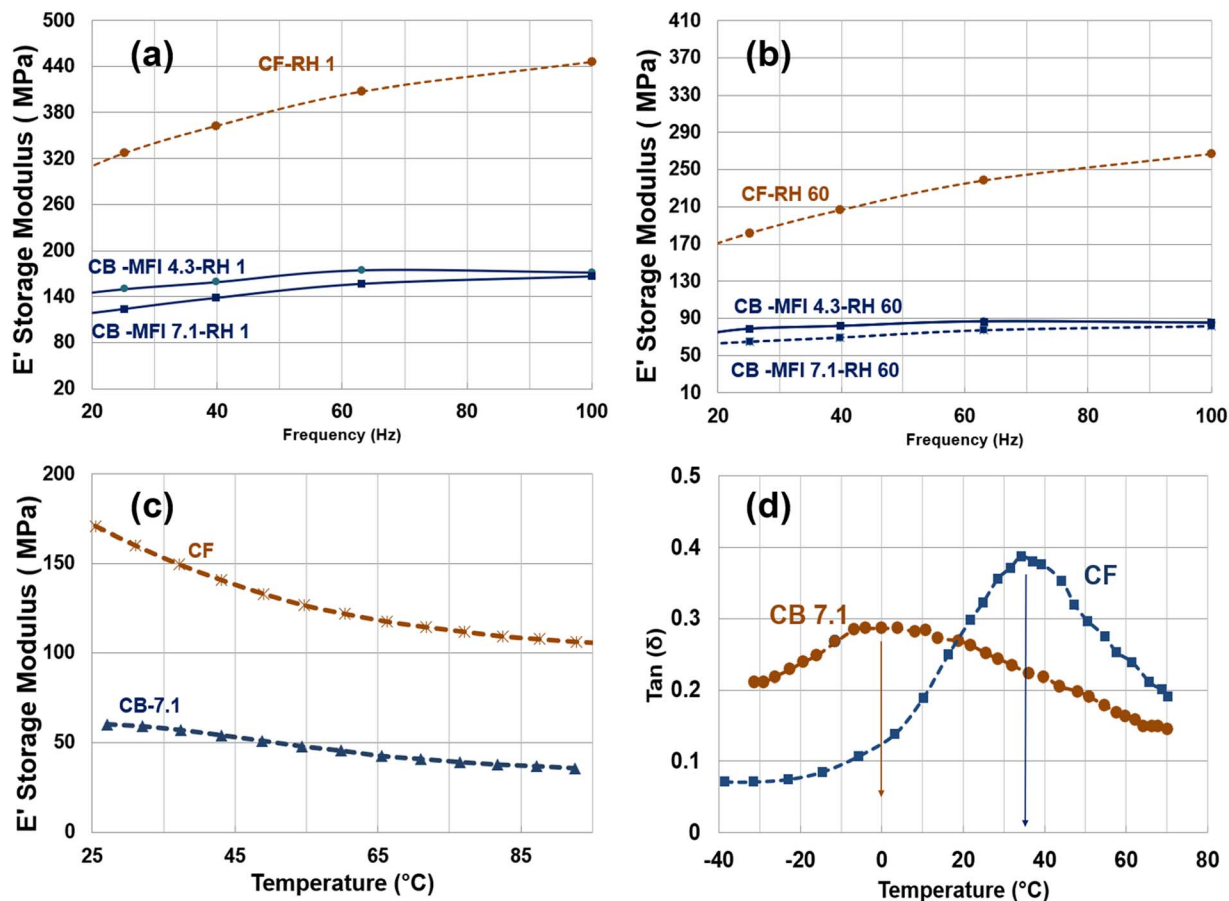 (a)
E' Storage Modulus ( MPa)
500
440
380
320
260
200
140
80
20
CF-RH 1
CB -MFI 4.3-RH 1
CB -MFI 7.1-RH 1
20 40 60 80 100
Frequency (Hz)
(b)
E' Storage Modulus ( MPa)
410
370
330
290
250
210
170
130
90
50
10
CF-RH 60
CB -MFI 4.3-RH 60
CB -MFI 7.1-RH 60
20 40 60 80 100
Frequency (Hz)
(c)
E' Storage Modulus ( MPa)
200
150
100
50
0
CF
CB-7.1
25 45 65 85
Temperature (°C)
(d)
Tan (δ)
0.5
0.4
0.3
0.2
0.1
0
CB 7.1
CF
-40 -20 0 20 40 60 80
Temperature (°C)